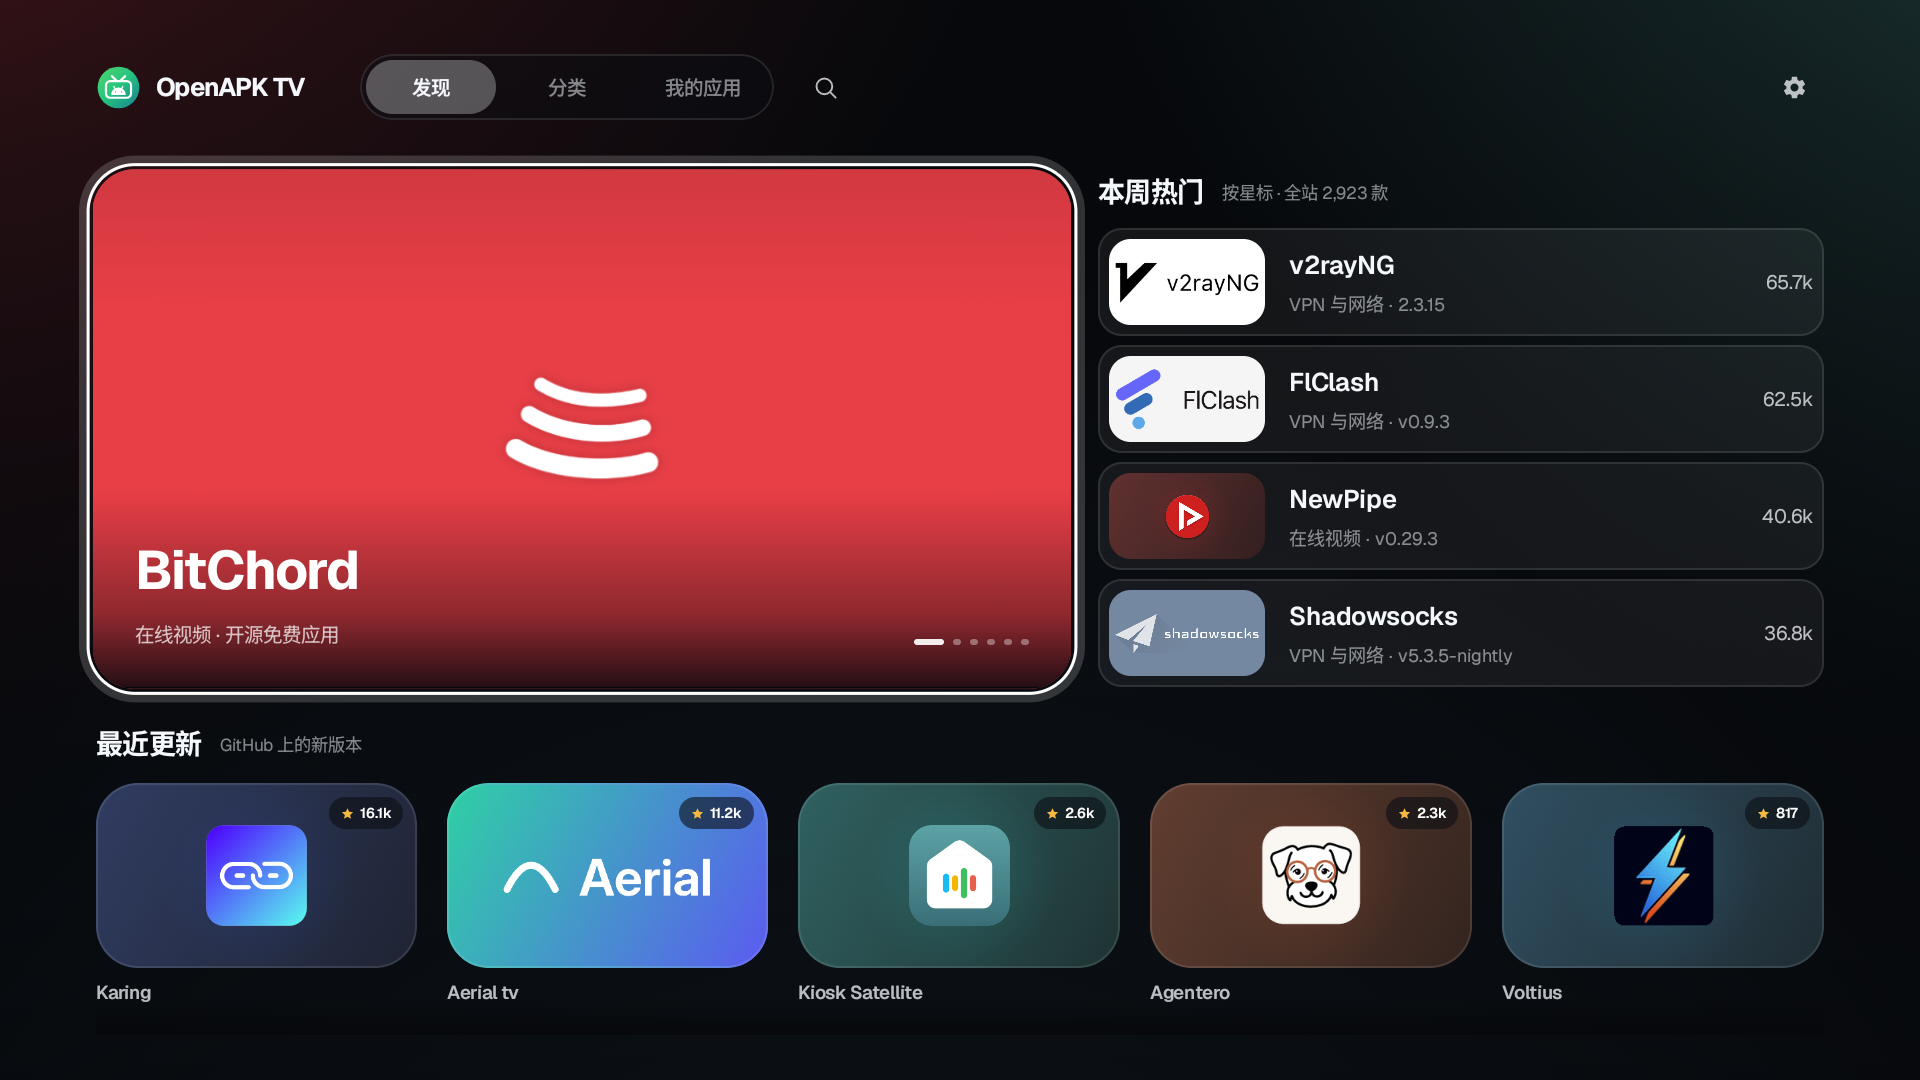 OpenAPK TV
发现
分类
我的应用
BitChord
在线视频 · 开源免费应用
本周热门
按星标 · 全站 2,923 款
v2rayNG
v2rayNG
VPN 与网络 · 2.3.15
65.7k
FlClash
FlClash
VPN 与网络 · v0.9.3
62.5k
NewPipe
在线视频 · v0.29.3
40.6k
shadowsocks
Shadowsocks
VPN 与网络 · v5.3.5-nightly
36.8k
最近更新
GitHub 上的新版本
16.1k
Karing
11.2k
Aerial
Aerial tv
2.6k
Kiosk Satellite
2.3k
Agentero
817
Voltius